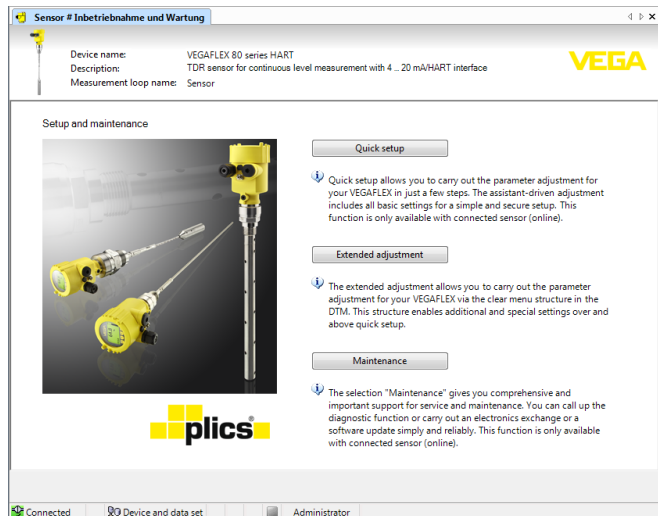 Sensor # Inbetriebnahme und Wartung
Device name: VEGAFLEX 80 series HART
Description: TDR sensor for continuous level measurement with 4 ... 20 mA/HART interface
Measurement loop name: Sensor
VEGA
Setup and maintenance
Quick setup
Quick setup allows you to carry out the parameter adjustment for
your VEGAFLEX in just a few steps. The assistant-driven adjustment
includes all basic settings for a simple and secure setup. This
function is only available with connected sensor (online).
Extended adjustment
The extended adjustment allows you to carry out the parameter
adjustment for your VEGAFLEX via the clear menu structure in the
DTM. This structure enables additional and special settings over and
above quick setup.
Maintenance
The selection "Maintenance" gives you comprehensive and
important support for service and maintenance. You can call up the
diagnostic function or carry out an electronics exchange or a
software update simply and reliably. This function is only available
with connected sensor (online).
plics®
Connected Device and data set Administrator